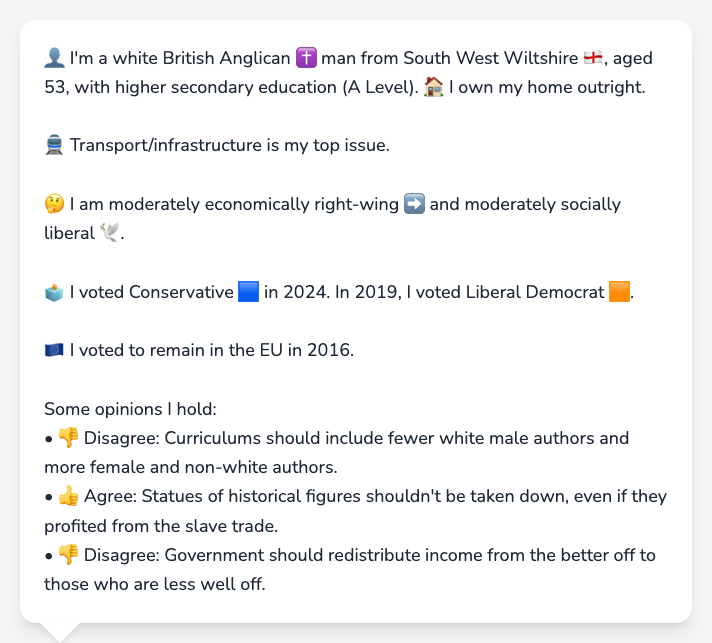 👤 I'm a white British Anglican ✝️ man from South West Wiltshire 🏴󠁧󠁢󠁥󠁮󠁧󠁿, aged
53, with higher secondary education (A Level). 🏠 I own my home outright.
🚆 Transport/infrastructure is my top issue.
🤔 I am moderately economically right-wing ➡️ and moderately socially
liberal 🕊️.
🗳️ I voted Conservative 🟦 in 2024. In 2019, I voted Liberal Democrat 🟧.
🇪🇺 I voted to remain in the EU in 2016.
Some opinions I hold:
• 👎 Disagree: Curriculums should include fewer white male authors and
more female and non-white authors.
• 👍 Agree: Statues of historical figures shouldn't be taken down, even if they
profited from the slave trade.
• 👎 Disagree: Government should redistribute income from the better off to
those who are less well off.